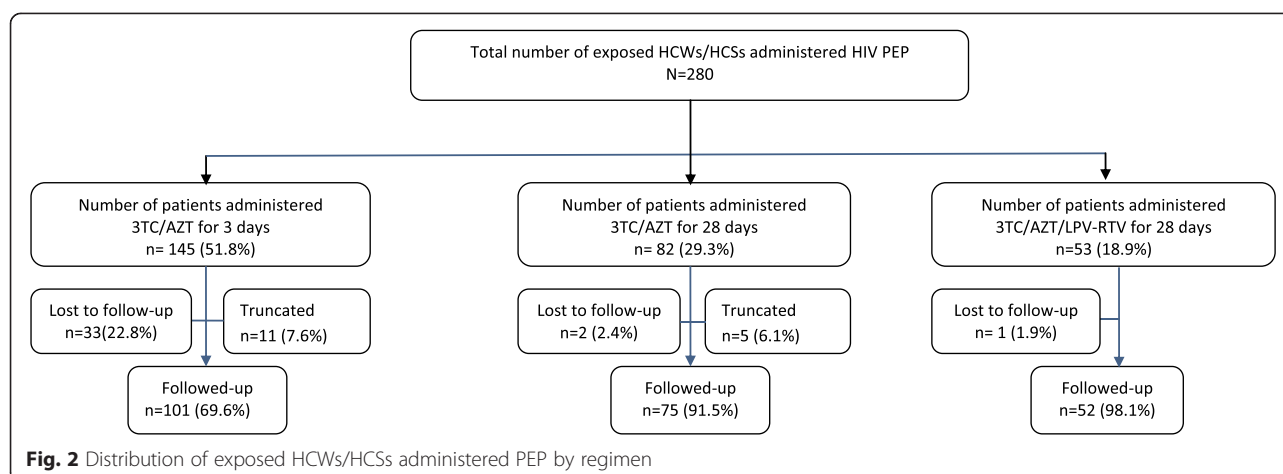 Total number of exposed HCWs/HCSs administered HIV PEP
N=280
Number of patients administered
3TC/AZT for 3 days
n= 145 (51.8%)
Number of patients administered
3TC/AZT for 28 days
n= 82 (29.3%)
Number of patients administered
3TC/AZT/LPV-RTV for 28 days
n=53 (18.9%)
Lost to follow-up
n=33(22.8%)
Truncated
n=11 (7.6%)
Lost to follow-up
n=2 (2.4%)
Truncated
n=5 (6.1%)
Lost to follow-up
n= 1 (1.9%)
Followed-up
n=101 (69.6%)
Followed-up
n=75 (91.5%)
Followed-up
n=52 (98.1%)
Fig. 2 Distribution of exposed HCWs/HCSs administered PEP by regimen